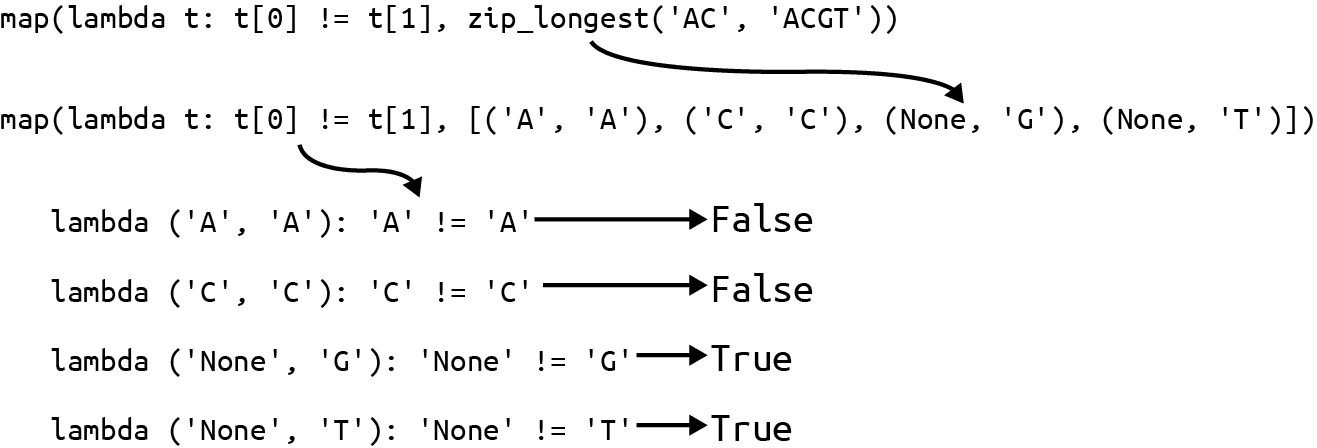 map(lambda t: t[0] != t[1], zip_longest('AC', 'ACGT'))
map(lambda t: t[0] != t[1], [('A', 'A'), ('C', 'C'), (None, 'G'), (None, 'T')])
lambda ('A', 'A'): 'A' != 'A' False
lambda ('C', 'C'): 'C' != 'C' False
lambda ('None', 'G'): 'None' != 'G' True
lambda ('None', 'T'): 'None' != 'T' True